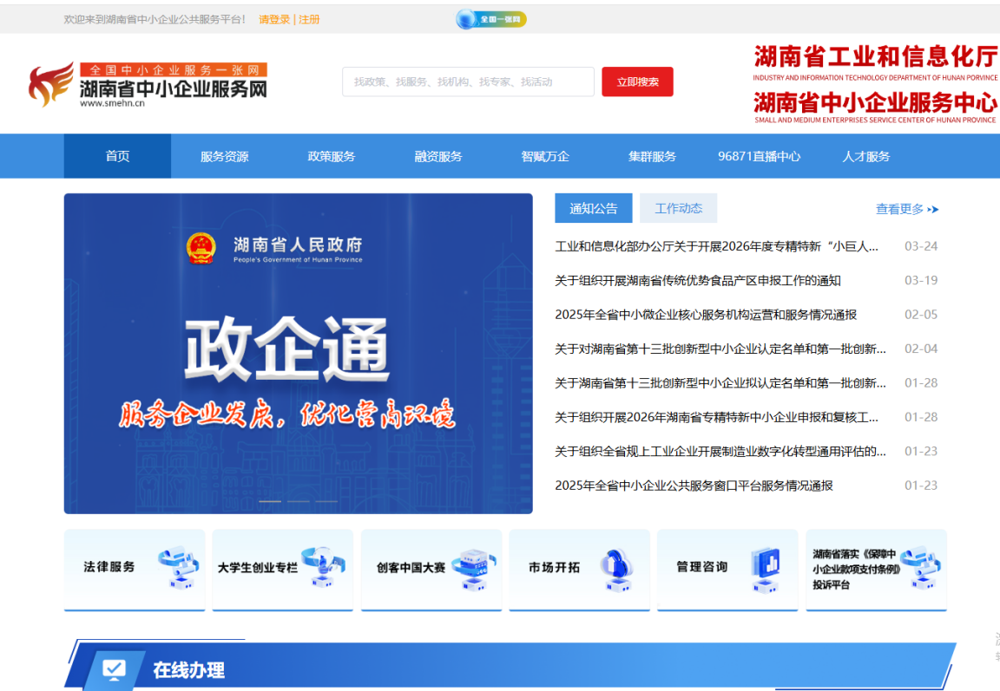 欢迎来到湖南省中小企业公共服务平台! 请登录 | 注册
全国一张网
全国中小企业服务一张网
湖南省中小企业服务网
www.smehn.cn
找政策、找服务、找机构、找专家、找活动
立即搜索
湖南省工业和信息化厅
INDUSTRY AND INFORMATION TECHNOLOGY DEPARTMENT OF HUNAN PORVINCE
湖南省中小企业服务中心
SMALL AND MEDIUM ENTERPRISES SERVICE CENTER OF HUNAN PROVINCE
首页 服务资源 政策服务 融资服务 智赋万企 集群服务 96871直播中心 人才服务
湖南省人民政府
People's Government of Hunan Province
政企通
服务企业发展，优化营商环境
通知公告 工作动态 查看更多
工业和信息化部办公厅关于开展2026年度专精特新“小巨人... 03-24
关于组织开展湖南省传统优势食品产区申报工作的通知 03-19
2025年全省中小微企业核心服务机构运营和服务情况通报 02-05
关于对湖南省第十三批创新型中小企业认定名单和第一批创新... 02-04
关于湖南省第十三批创新型中小企业拟认定名单和第一批创新... 01-28
关于组织开展2026年湖南省专精特新中小企业申报和复核工... 01-28
关于组织全省规上工业企业开展制造业数字化转型通用评估的... 01-23
2025年全省中小企业公共服务窗口平台服务情况通报 01-23
法律服务
大学生创业专栏
创客中国大赛
市场开拓
管理咨询
湖南省落实《保障中
小企业款项支付条例》
投诉平台
在线办理